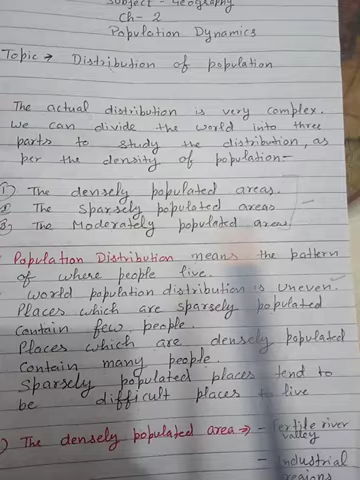 Subject - Geography
Ch- 2
Population Dynamics
Topic → Distribution of population
The actual distribution is very complex.
We can divide the world into three
parts to study the distribution, as
per the density of population-
① The densely populated areas.
② The Sparsely populated areas
③ The Moderately populated areas
Population Distribution means the pattern
of where people live.
world population distribution is uneven.
Places which are sparsely populated
contain few people.
Places which are densely populated
contain many people.
Sparsely populated places tend to
be difficult places to live
) The densely populated area → - Fertile river
valley
- Industrial
regions